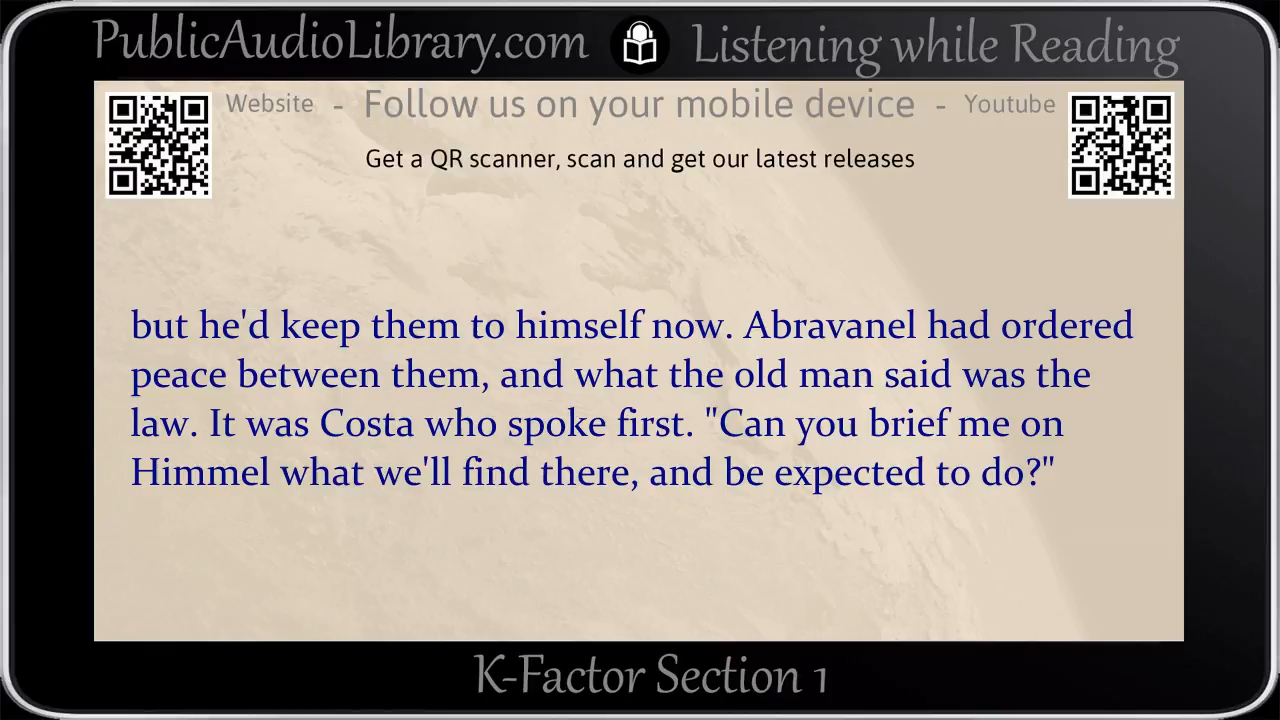 PublicAudioLibrary.com Listening while Reading
Website - Follow us on your mobile device - Youtube
Get a QR scanner, scan and get our latest releases
but he'd keep them to himself now. Abravanel had ordered
peace between them, and what the old man said was the
law. It was Costa who spoke first. "Can you brief me on
Himmel what we'll find there, and be expected to do?"
K-Factor Section 1